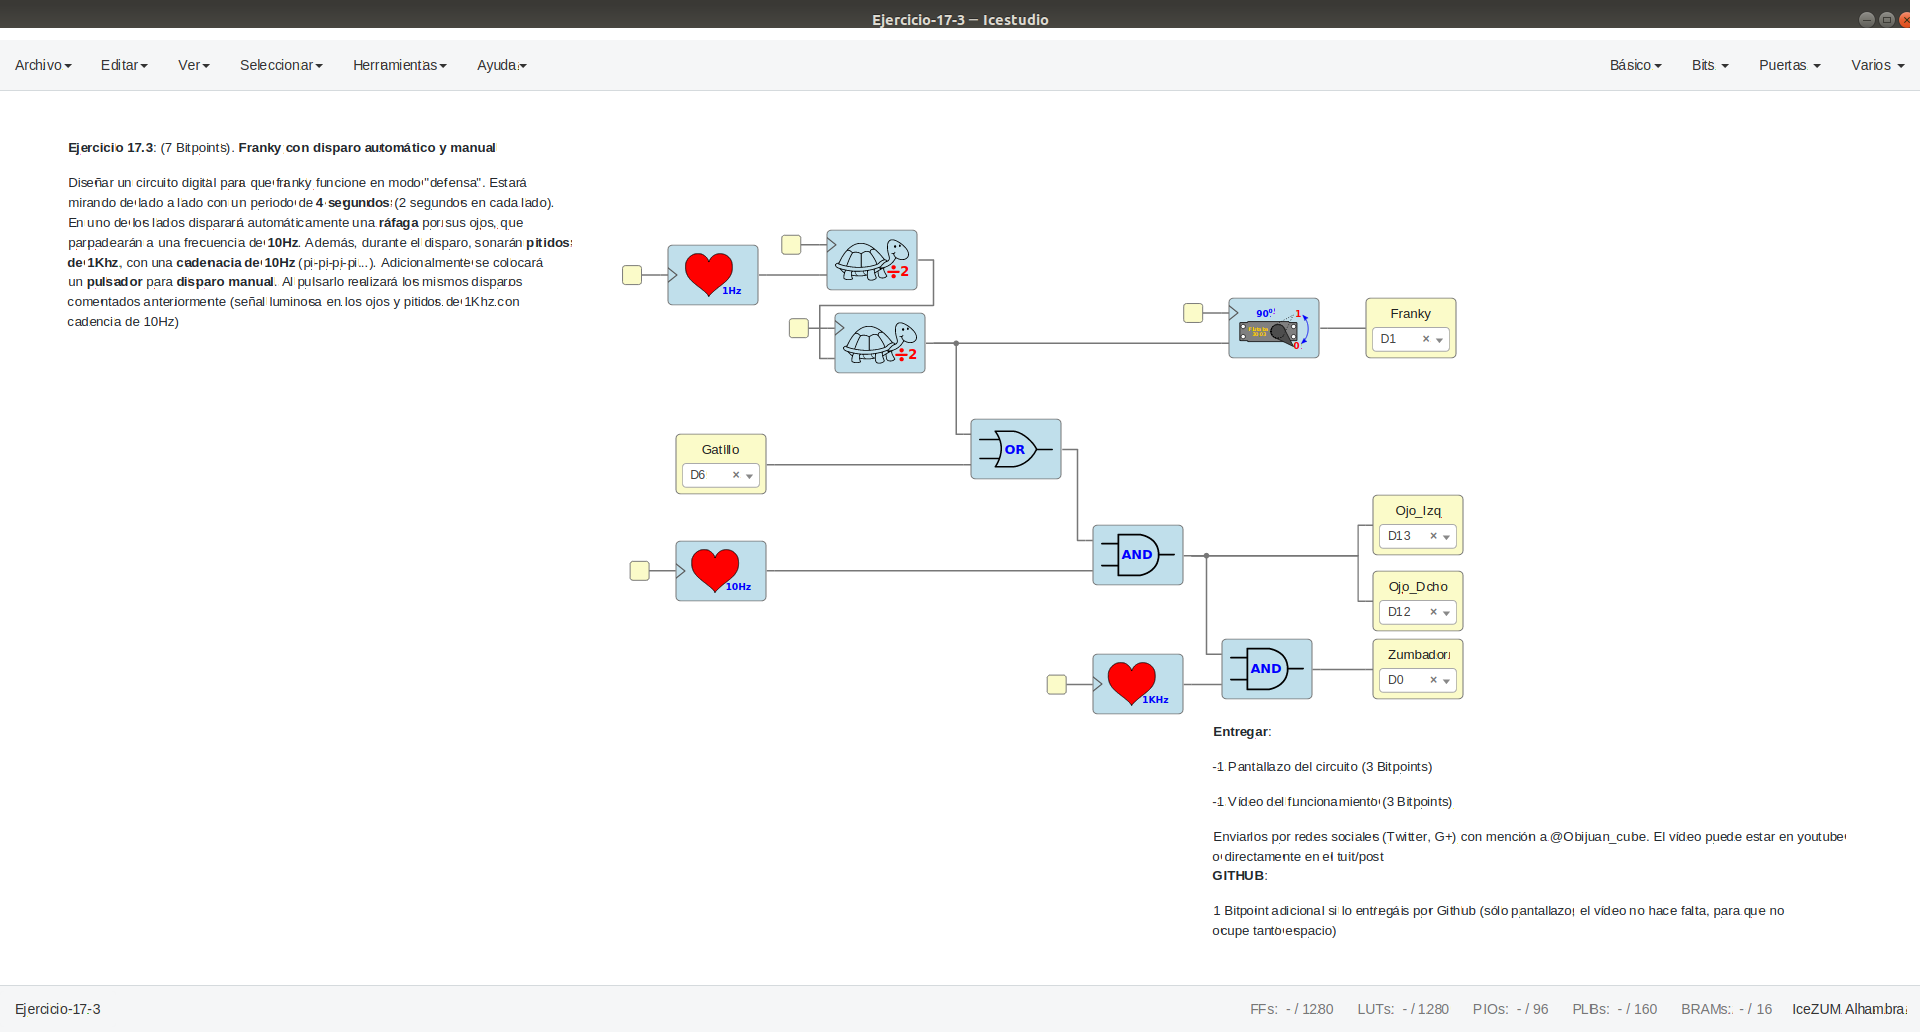 Ejercicio-17-3 – Icestudio
Archivo Editar Ver Seleccionar Herramientas Ayuda Básico Bits Puertas Varios
Ejercicio 17.3: (7 Bitpoints). Franky con disparo automático y manual
Diseñar un circuito digital para que franky funcione en modo "defensa". Estará
mirando de lado a lado con un periodo de 4 segundos (2 segundos en cada lado).
En uno de los lados disparará automáticamente una ráfaga por sus ojos, que
parpadearán a una frecuencia de 10Hz. Además, durante el disparo, sonarán pitidos
de 1Khz, con una cadenacia de 10Hz (pi-pi-pi-pi...). Adicionalmente se colocará
un pulsador para disparo manual. Al pulsarlo realizará los mismos disparos
comentados anteriormente (señal luminosa en los ojos y pitidos de 1Khz con
cadencia de 10Hz)
1Hz
÷2
÷2
90º
1
0
Franky
D1
Gatillo
D6
OR
10Hz
AND
Ojo_Izq
D13
Ojo_Dcho
D12
1KHz
AND
Zumbador
D0
Entregar:
-1 Pantallazo del circuito (3 Bitpoints)
-1 Vídeo del funcionamiento (3 Bitpoints)
Enviarlos por redes sociales (Twitter, G+) con mención a @Obijuan_cube. El vídeo puede estar en youtube
o directamente en el tuit/post
GITHUB:
1 Bitpoint adicional si lo entregáis por Github (sólo pantallazo, el vídeo no hace falta, para que no
ocupe tanto espacio)
Ejercicio-17-3 FFs: - / 1280 LUTs: - / 1280 PIOs: - / 96 PLBs: - / 160 BRAMs: - / 16 IceZUM Alhambra